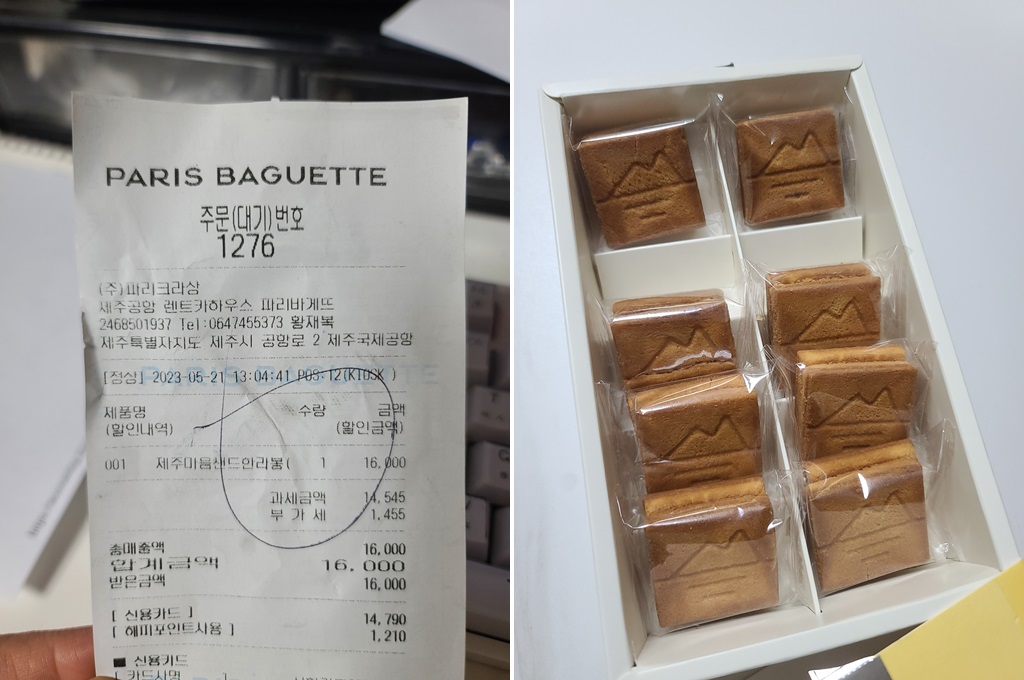 PARIS BAGUETTE
주문(대기)번호
1276
(주)파리크라상
제주공항 렌트카하우스 파리바게뜨
2468501937 Tel:0647455373 황재복
제주특별자치도 제주시 공항로 2 제주국제공항
[정상] 2023-05-21 13:04:41 POS-127(KIOSK )
제품명 수량 금액
(할인내역) (할인금액)
001 제주마음샌드한라봉( 1 16,000
과세금액 14,545
부 가 세 1,455
총매출액 16,000
합계금액 16,000
받은금액 16,000
[ 신용카드 ] 14,790
[ 해피포인트사용 ] 1,210
■ 신용카드
[ 카드사명 ]